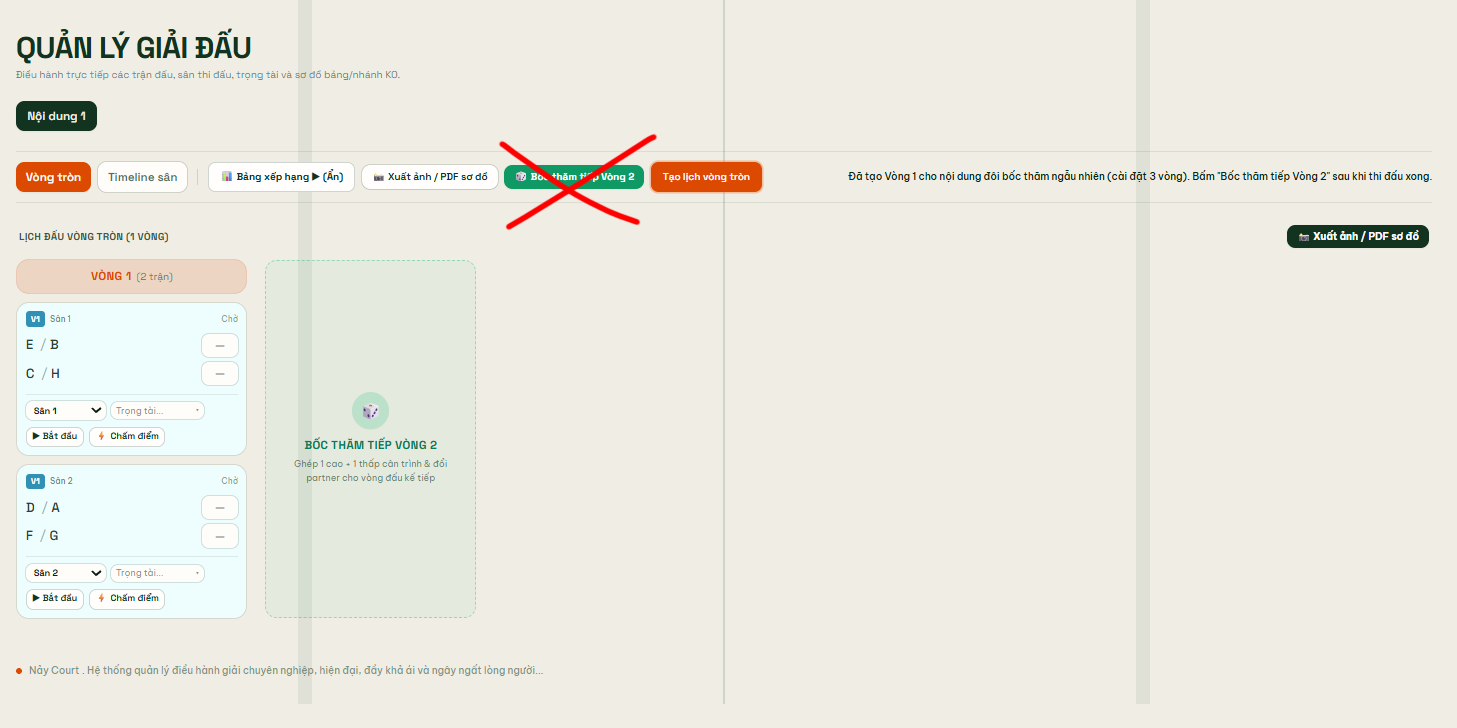 QUẢN LÝ GIẢI ĐẤU
Điều hành trực tiếp các trận đấu, sân thi đấu, trọng tài và sơ đồ bảng/nhánh KO.
Nội dung 1
Vòng tròn
Timeline sân
Bảng xếp hạng ▶ (Ẩn)
Xuất ảnh / PDF sơ đồ
Bốc thăm tiếp Vòng 2
Tạo lịch vòng tròn
Đã tạo Vòng 1 cho nội dung đôi bốc thăm ngẫu nhiên (cài đặt 3 vòng). Bấm "Bốc thăm tiếp Vòng 2" sau khi thi đấu xong.
LỊCH ĐẤU VÒNG TRÒN (1 VÒNG)
Xuất ảnh / PDF sơ đồ
VÒNG 1 (2 trận)
V1 Sân 1 Chờ
E / B —
C / H —
Sân 1 Trọng tài...
▶ Bắt đầu Chấm điểm
V1 Sân 2 Chờ
D / A —
F / G —
Sân 2 Trọng tài...
▶ Bắt đầu Chấm điểm
BỐC THĂM TIẾP VÒNG 2
Ghép 1 cao + 1 thấp cân trình & đổi
partner cho vòng đấu kế tiếp
Nảy Court . Hệ thống quản lý điều hành giải chuyên nghiệp, hiện đại, đầy khả ái và ngây ngất lòng người...